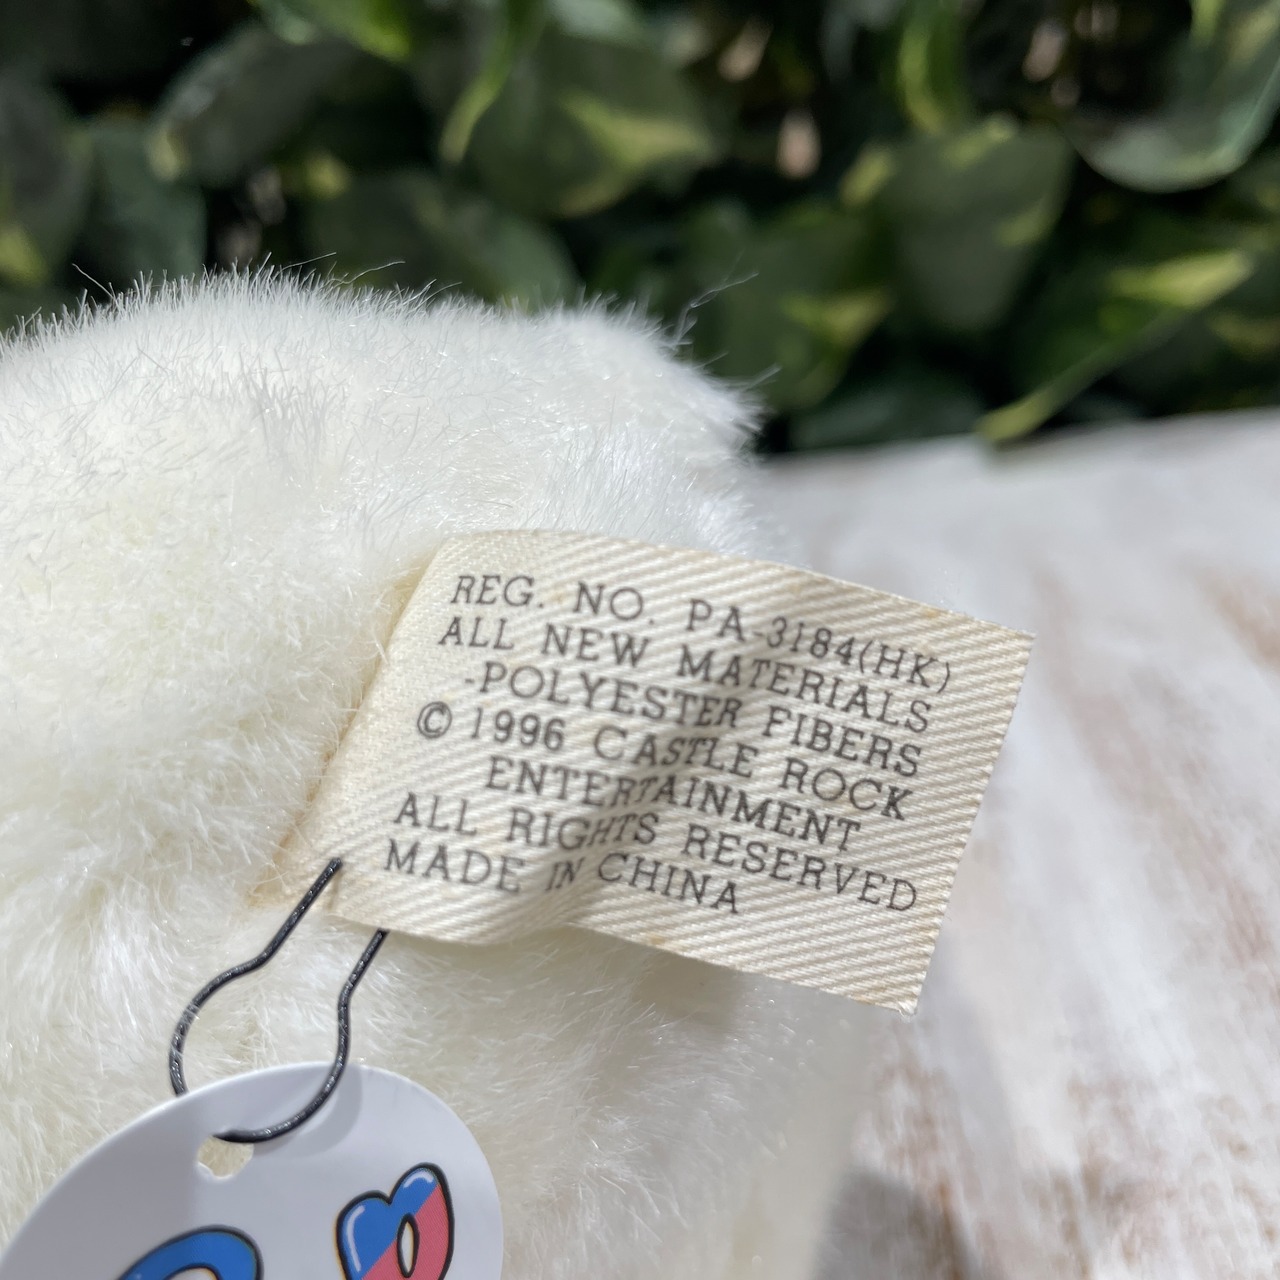 REG. NO. PA-3184(HK)
ALL NEW MATERIALS
-POLYESTER FIBERS
© 1996 CASTLE ROCK
ENTERTAINMENT
ALL RIGHTS RESERVED
MADE IN CHINA